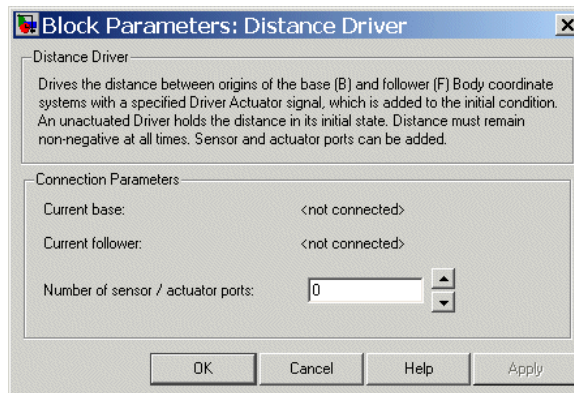 Block Parameters: Distance Driver
Distance Driver
Drives the distance between origins of the base (B) and follower (F) Body coordinate
systems with a specified Driver Actuator signal, which is added to the initial condition.
An unactuated Driver holds the distance in its initial state. Distance must remain
non-negative at all times. Sensor and actuator ports can be added.
Connection Parameters
Current base: <not connected>
Current follower: <not connected>
Number of sensor / actuator ports: 0
OK Cancel Help Apply